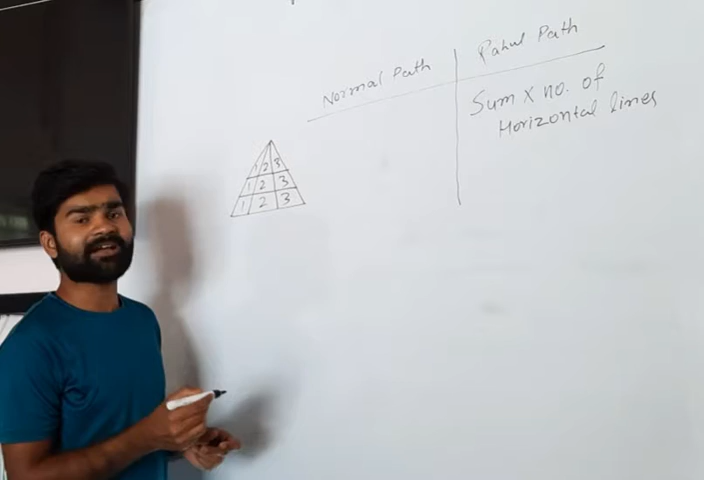 Normal Path
Pahul Path
Sum x no. of
Horizontal lines
1 2 3
1 2 3
1 2 3